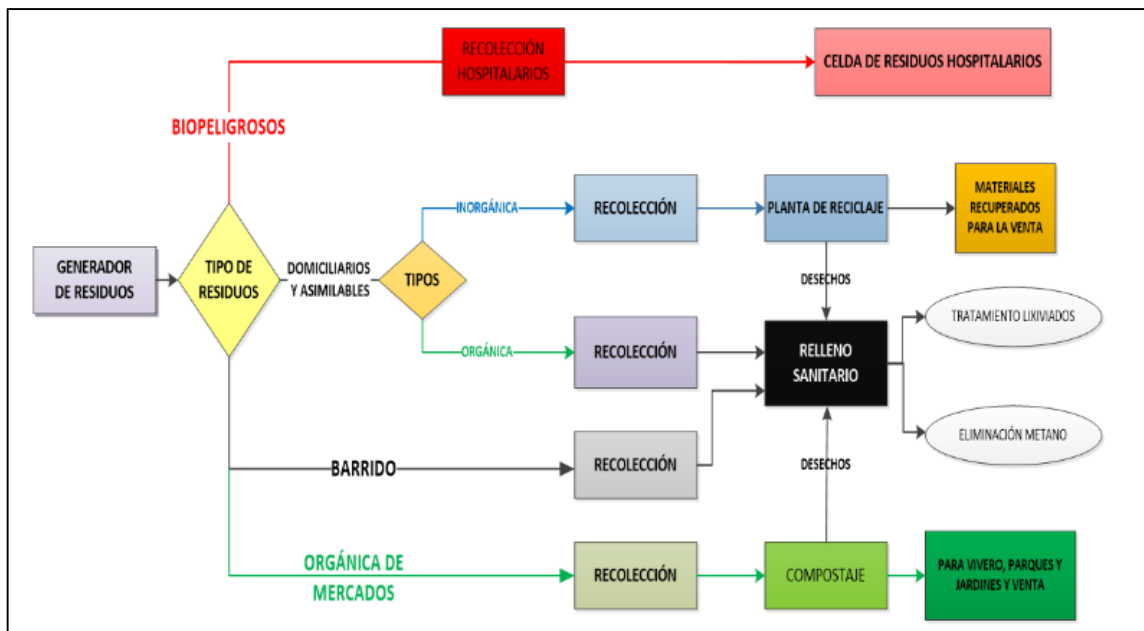 RECOLECCIÓN
HOSPITALARIOS
CELDA DE RESIDUOS HOSPITALARIOS
BIOPELIGROSOS
INORGÁNICA
RECOLECCIÓN
PLANTA DE RECICLAJE
MATERIALES
RECUPERADOS
PARA LA VENTA
GENERADOR
DE RESIDUOS
TIPO DE
RESIDUOS
DOMICILIARIOS
Y ASIMILABLES
TIPOS
DESECHOS
TRATAMIENTO LIXIVIADOS
ORGÁNICA
RECOLECCIÓN
RELLENO
SANITARIO
ELIMINACIÓN METANO
BARRIDO
RECOLECCIÓN
DESECHOS
ORGÁNICA DE
MERCADOS
RECOLECCIÓN
COMPOSTAJE
PARA VIVERO, PARQUES Y
JARDINES Y VENTA